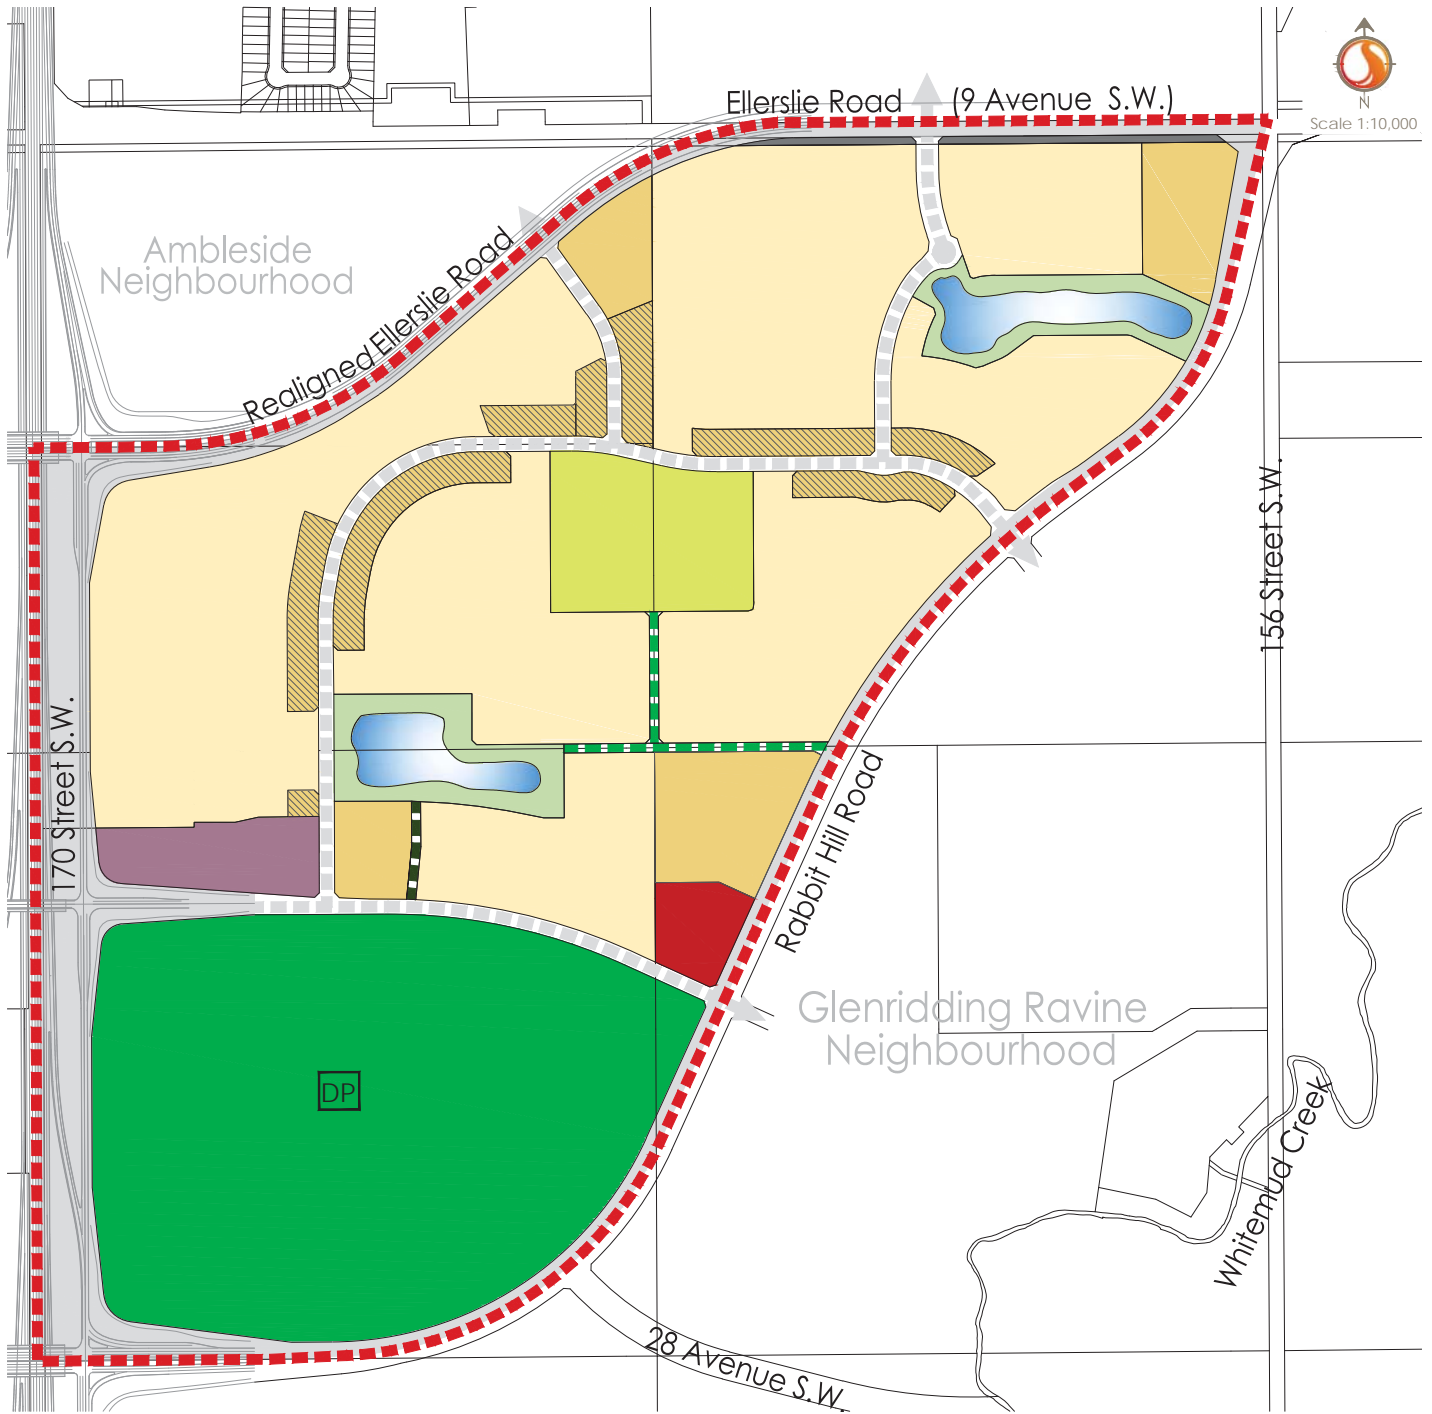 Ellerslie Road (9 Avenue S.W.)
N
Scale 1:10,000
Ambleside
Neighbourhood
Realigned Ellerslie Road
156 Street S.W.
170 Street S.W.
Rabbit Hill Road
Glenridding Ravine
Neighbourhood
DP
Whitemud Creek
28 Avenue S.W.